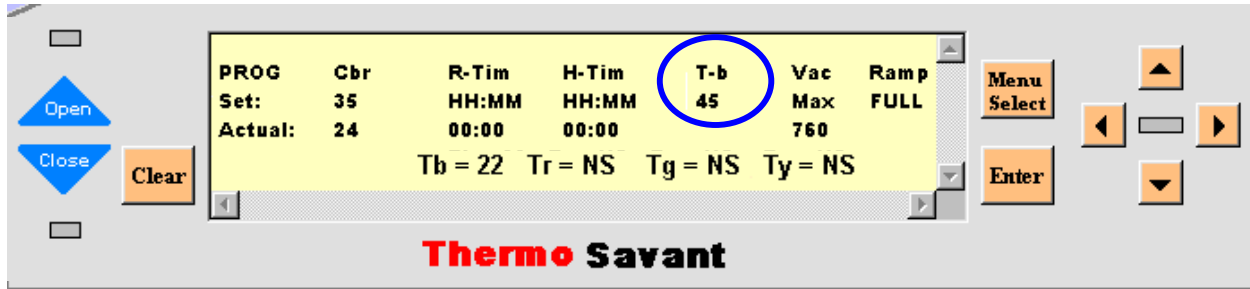 PROG Cbr R-Tim H-Tim T-b Vac Ramp
Set: 35 HH:MM HH:MM 45 Max FULL
Actual: 24 00:00 00:00 760
Tb = 22 Tr = NS Tg = NS Ty = NS
Open
Close
Clear
Menu
Select
Enter
Thermo Savant